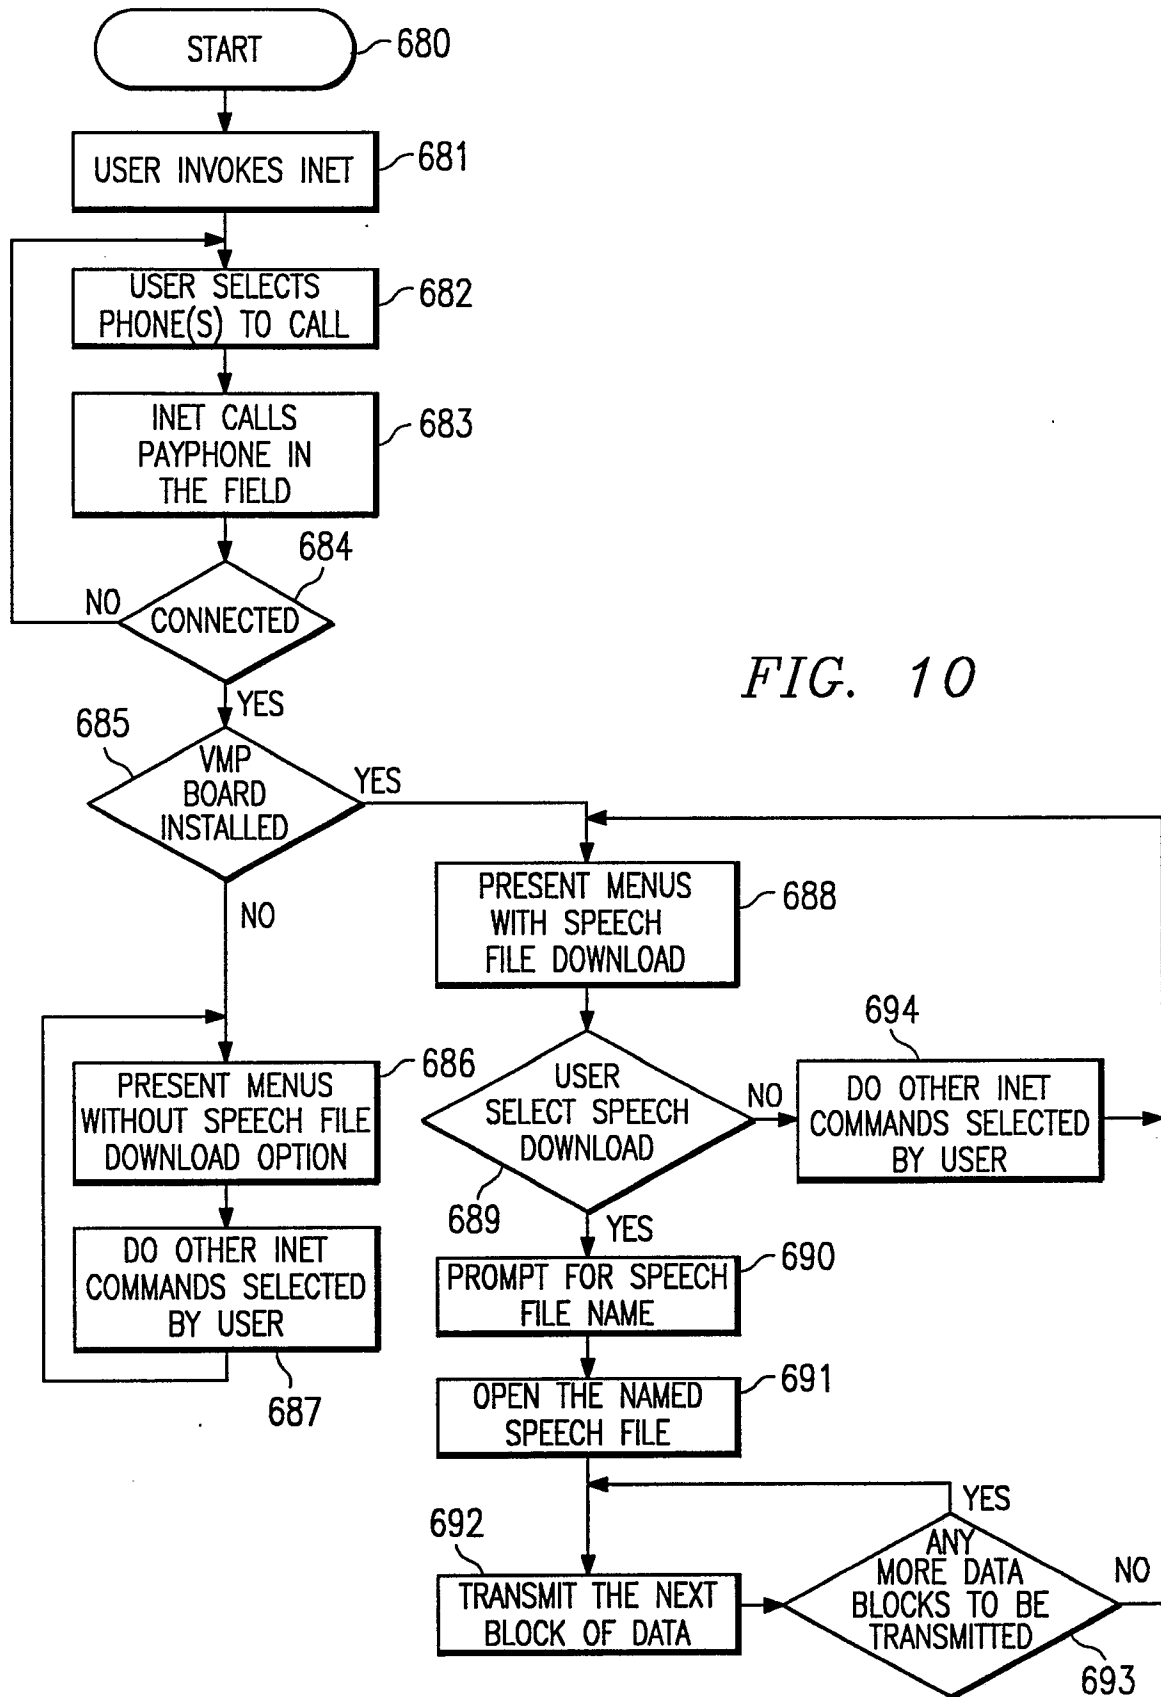 START
680
USER INVOKES INET
681
USER SELECTS
PHONE(S) TO CALL
682
INET CALLS
PAYPHONE IN
THE FIELD
683
684
NO
CONNECTED
FIG. 10
YES
685
VMP
BOARD
INSTALLED
YES
NO
PRESENT MENUS
WITH SPEECH
FILE DOWNLOAD
688
686
PRESENT MENUS
WITHOUT SPEECH FILE
DOWNLOAD OPTION
USER
SELECT SPEECH
DOWNLOAD
NO
694
DO OTHER INET
COMMANDS SELECTED
BY USER
689
YES
DO OTHER INET
COMMANDS SELECTED
BY USER
687
PROMPT FOR SPEECH
FILE NAME
690
OPEN THE NAMED
SPEECH FILE
691
692
TRANSMIT THE NEXT
BLOCK OF DATA
YES
ANY
MORE DATA
BLOCKS TO BE
TRANSMITTED
NO
693